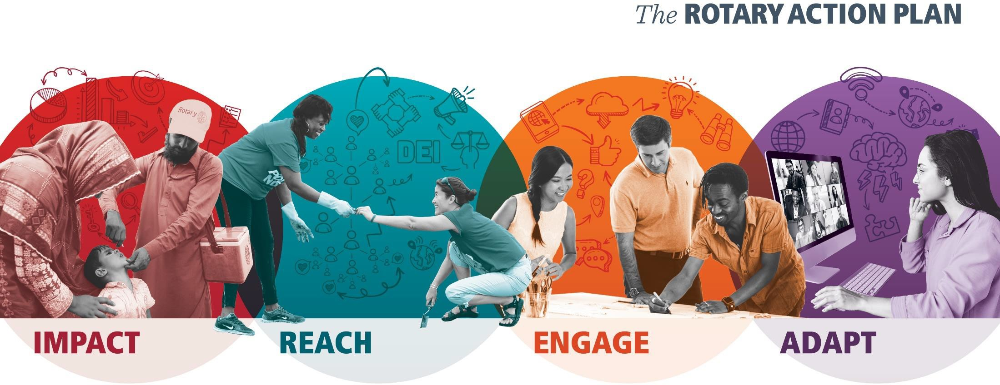 The ROTARY ACTION PLAN
Rotary
DEI
IMPACT
REACH
ENGAGE
ADAPT